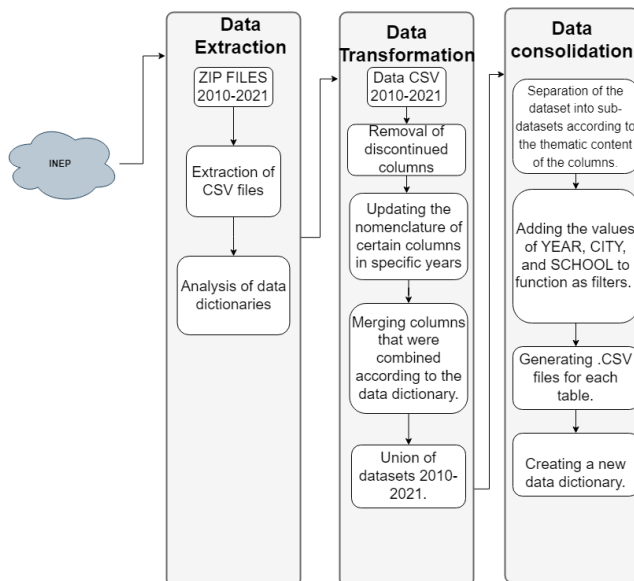 INEP
Data
Extraction
ZIP FILES
2010-2021
Extraction of
CSV files
Analysis of data
dictionaries
Data
Transformation
Data CSV
2010-2021
Removal of
discontinued
columns
Updating the
nomenclature of
certain columns
in specific years
Merging columns
that were
combined
according to the
data dictionary.
Union of
datasets 2010-
2021.
Data
consolidation
Separation of the
dataset into sub-
datasets according to
the thematic content
of the columns.
Adding the values
of YEAR, CITY,
and SCHOOL to
function as filters.
Generating .CSV
files for each
table.
Creating a new
data dictionary.